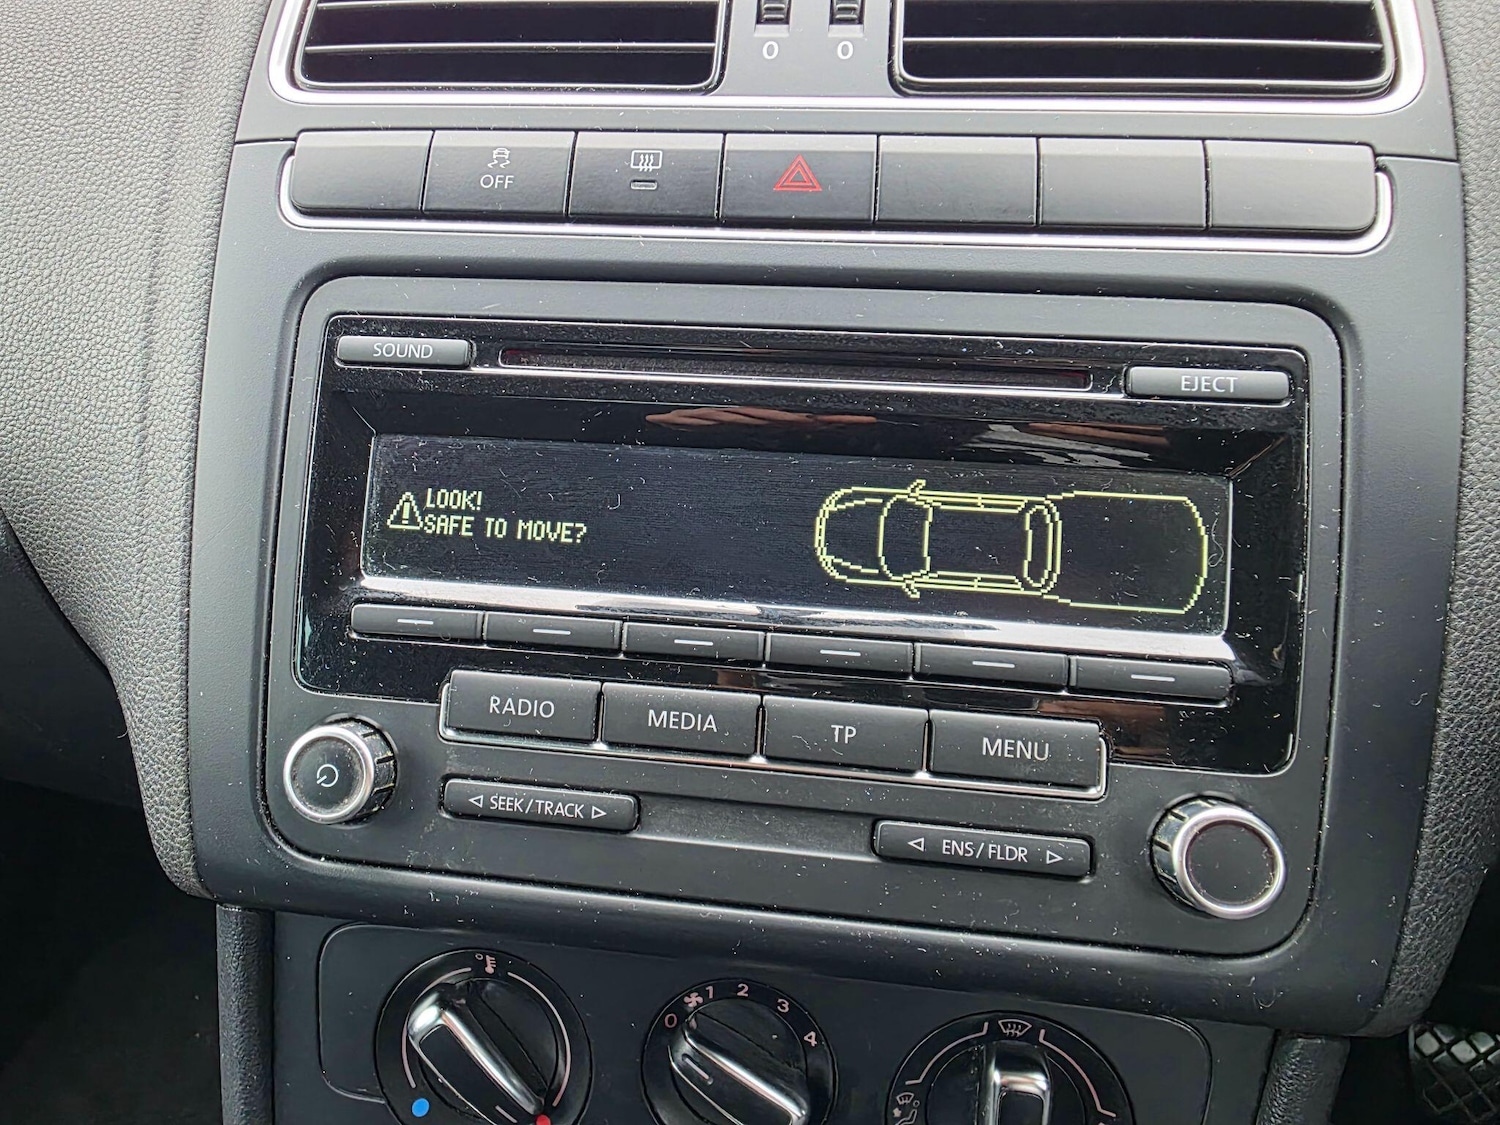 0 0
OFF
SOUND
EJECT
LOOK!
SAFE TO MOVE?
RADIO MEDIA TP MENU
SEEK/TRACK
ENS/FLDR
°F
0 1 2 3 4